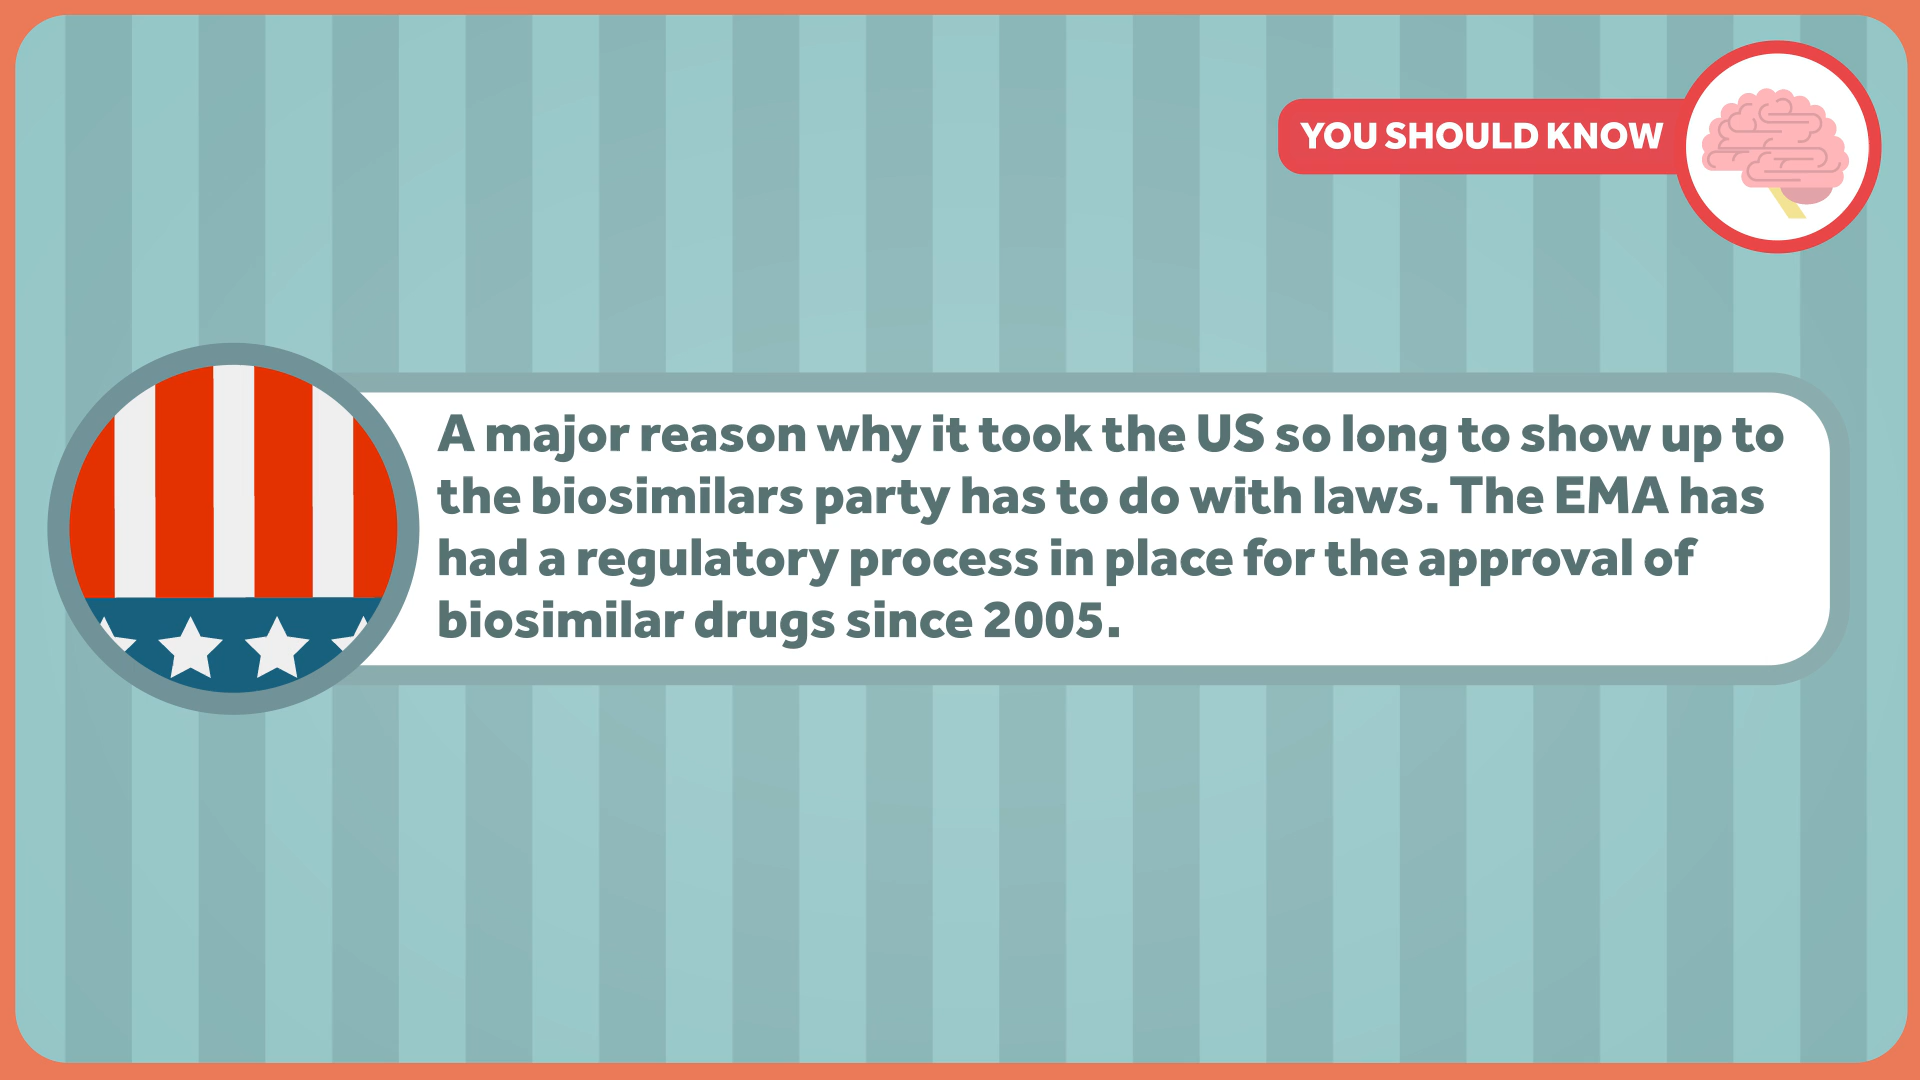 YOU SHOULD KNOW
A major reason why it took the US so long to show up to
the biosimilars party has to do with laws. The EMA has
had a regulatory process in place for the approval of
biosimilar drugs since 2005.